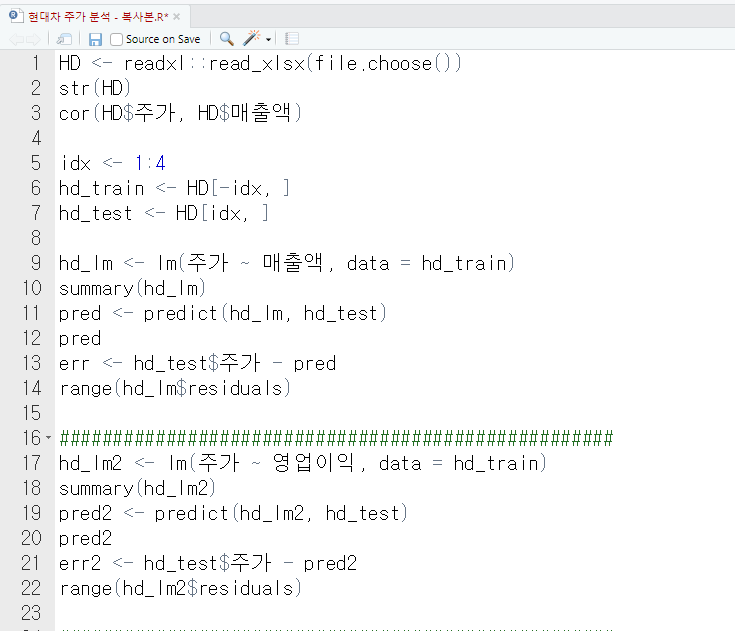 현대차 주가 분석 - 복사본.R*
Source on Save
1 HD <- readxl::read_xlsx(file.choose())
2 str(HD)
3 cor(HD$주가, HD$매출액)
4
5 idx <- 1:4
6 hd_train <- HD[-idx, ]
7 hd_test <- HD[idx, ]
8
9 hd_lm <- lm(주가 ~ 매출액, data = hd_train)
10 summary(hd_lm)
11 pred <- predict(hd_lm, hd_test)
12 pred
13 err <- hd_test$주가 - pred
14 range(hd_lm$residuals)
15
16 ####################################################
17 hd_lm2 <- lm(주가 ~ 영업이익, data = hd_train)
18 summary(hd_lm2)
19 pred2 <- predict(hd_lm2, hd_test)
20 pred2
21 err2 <- hd_test$주가 - pred2
22 range(hd_lm2$residuals)
23